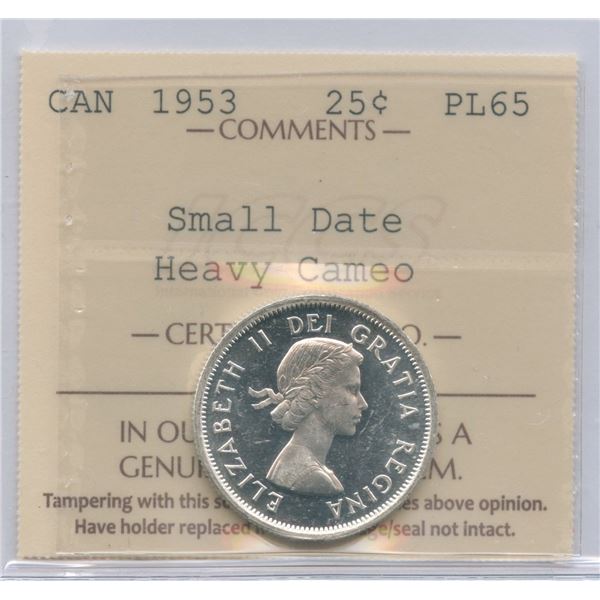 CAN 1953 25¢ PL65
— COMMENTS —
Small Date
Heavy Cameo
— CERT O. —
ELIZABETH II DEI GRATIA REGINA
IN OU S A
GENU M.
Tampering with this es above opinion.
Have holder replaced /seal not intact.